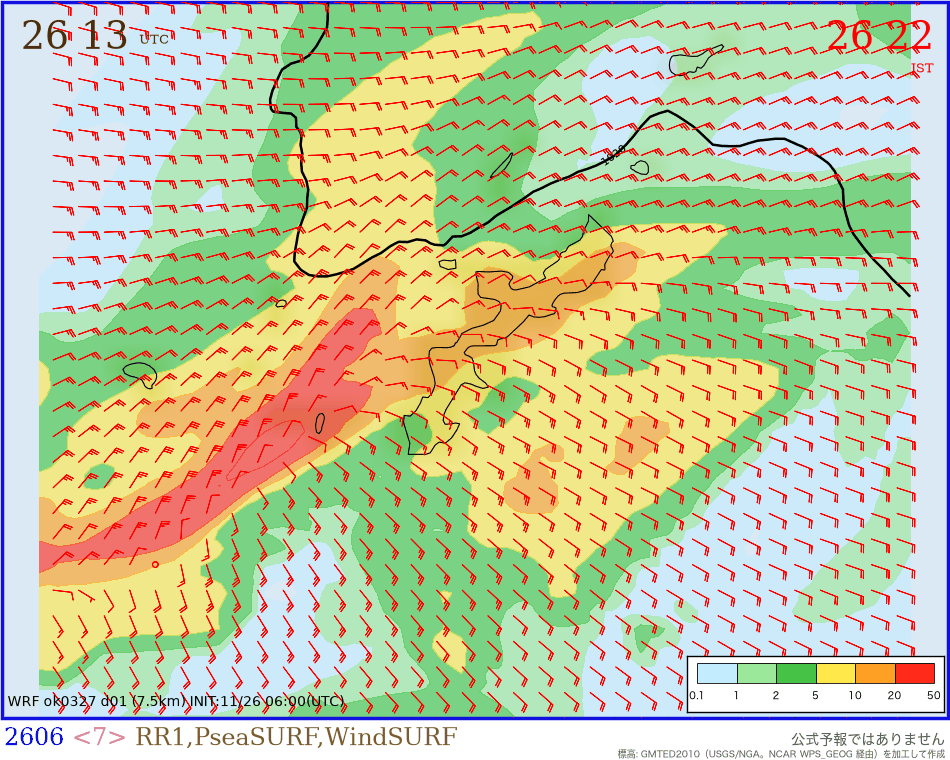 26 13 UTC
26 22
JST
1020
WRF ok0327 d01 (7.5km) INIT:11/26 06:00(UTC)
0.1 1 2 5 10 20 50
2606 <7> RR1,PseaSURF,WindSURF
公式予報ではありません
標高: GMTED2010（USGS/NGA。NCAR WPS_GEOG 経由）を加工して作成